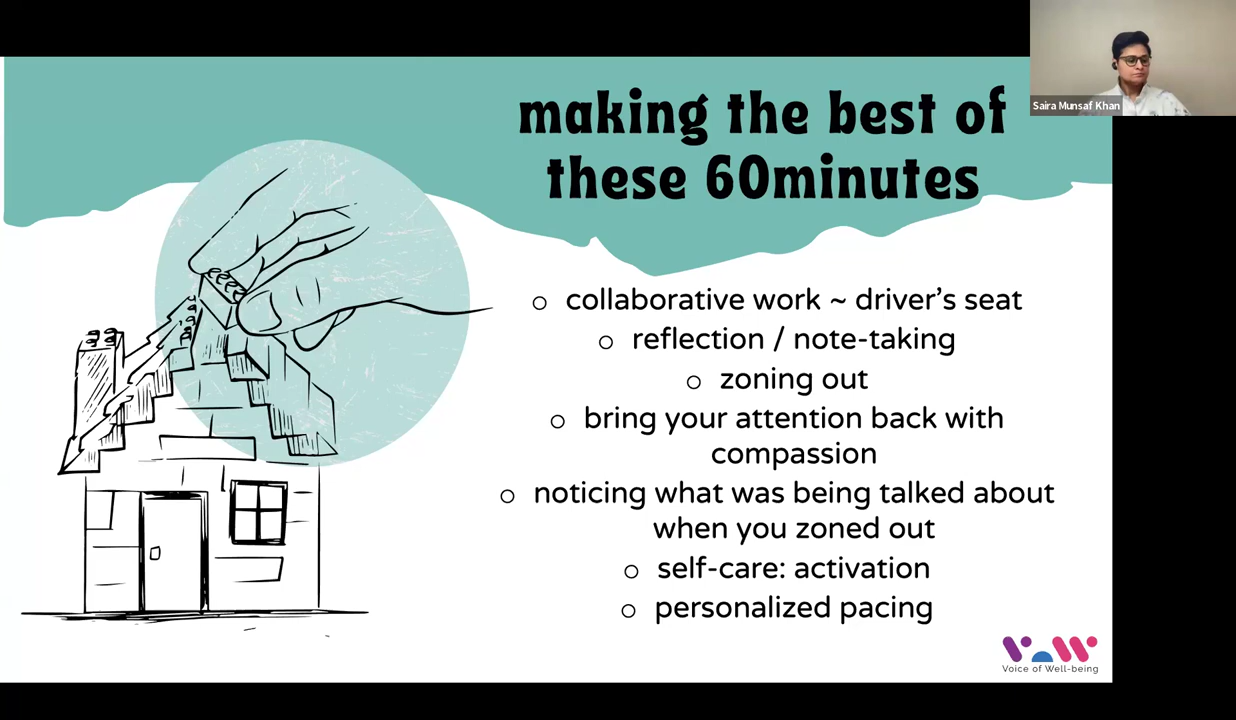 making the best of
these 60minutes
Saira Munsaf Khan
o collaborative work ~ driver's seat
o reflection / note-taking
o zoning out
o bring your attention back with
compassion
o noticing what was being talked about
when you zoned out
o self-care: activation
o personalized pacing
VOW
Voice of Well-being